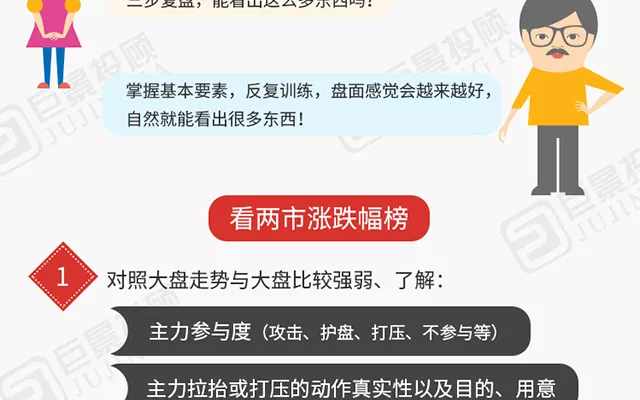 三步复盘，能看出这么多东西吗？
掌握基本要素，反复训练，盘面感觉会越来越好，
自然就能看出很多东西！
看两市涨跌幅榜
1
对照大盘走势与大盘比较强弱、了解：
主力参与度（攻击、护盘、打压、不参与等）
主力拉抬或打压的动作真实性以及目的、用意
巨景投顾